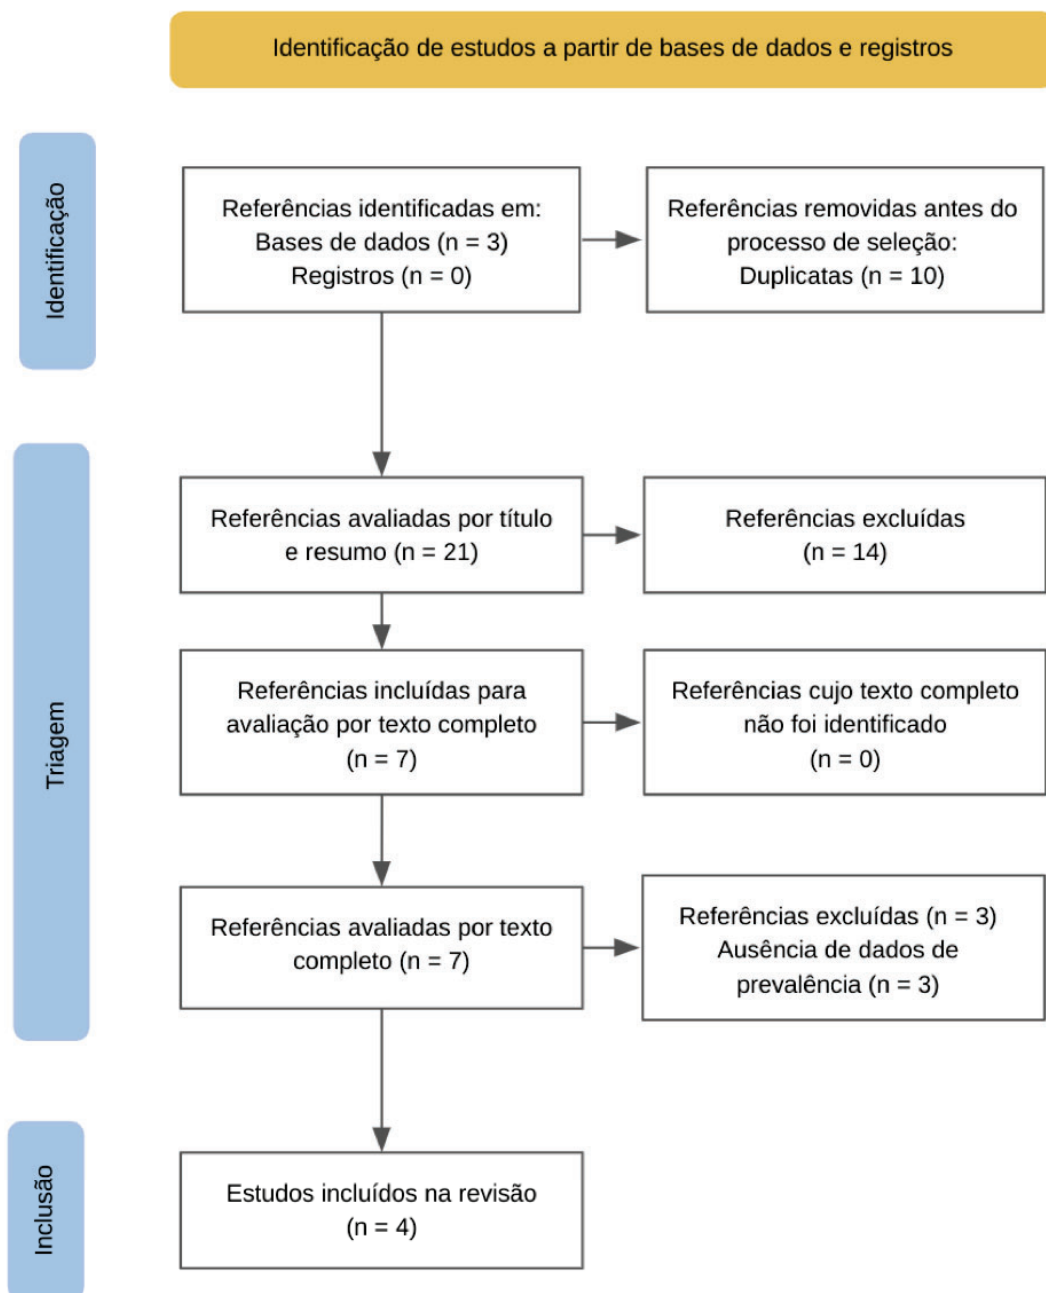 Identificação de estudos a partir de bases de dados e registros
Identificação
Referências identificadas em:
Bases de dados (n = 3)
Registros (n = 0)
Referências removidas antes do
processo de seleção:
Duplicatas (n = 10)
Triagem
Referências avaliadas por título
e resumo (n = 21)
Referências excluídas
(n = 14)
Referências incluídas para
avaliação por texto completo
(n = 7)
Referências cujo texto completo
não foi identificado
(n = 0)
Referências avaliadas por texto
completo (n = 7)
Referências excluídas (n = 3)
Ausência de dados de
prevalência (n = 3)
Inclusão
Estudos incluídos na revisão
(n = 4)